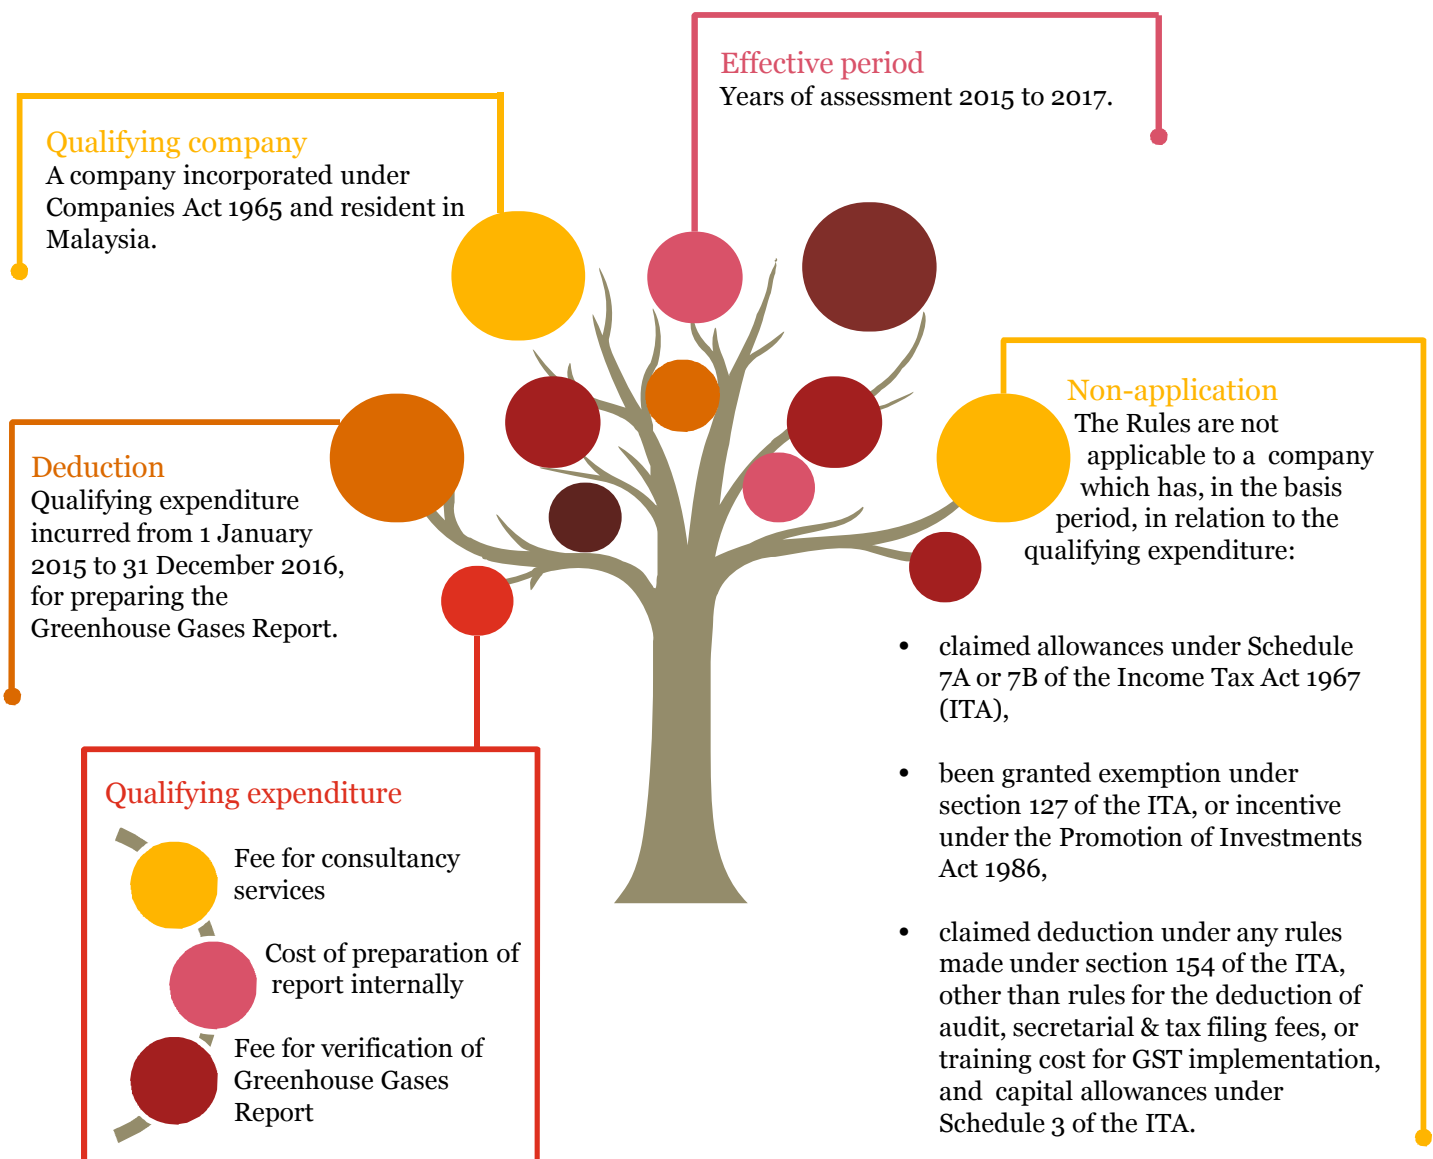 Effective period
Years of assessment 2015 to 2017.
Qualifying company
A company incorporated under
Companies Act 1965 and resident in
Malaysia.
Deduction
Qualifying expenditure
incurred from 1 January
2015 to 31 December 2016,
for preparing the
Greenhouse Gases Report.
Non-application
The Rules are not
applicable to a company
which has, in the basis
period, in relation to the
qualifying expenditure:
• claimed allowances under Schedule
7A or 7B of the Income Tax Act 1967
(ITA),
• been granted exemption under
section 127 of the ITA, or incentive
under the Promotion of Investments
Act 1986,
• claimed deduction under any rules
made under section 154 of the ITA,
other than rules for the deduction of
audit, secretarial & tax filing fees, or
training cost for GST implementation,
and capital allowances under
Schedule 3 of the ITA.
Qualifying expenditure
Fee for consultancy
services
Cost of preparation of
report internally
Fee for verification of
Greenhouse Gases
Report